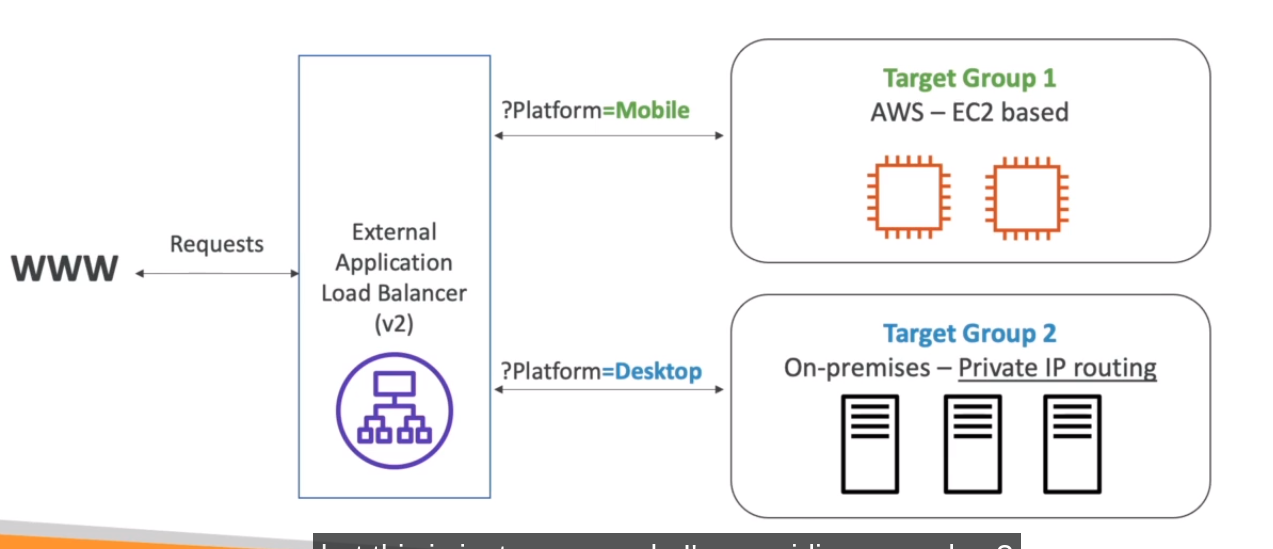 WWW
Requests
External
Application
Load Balancer
(v2)
?Platform=Mobile
Target Group 1
AWS – EC2 based
?Platform=Desktop
Target Group 2
On-premises – Private IP routing